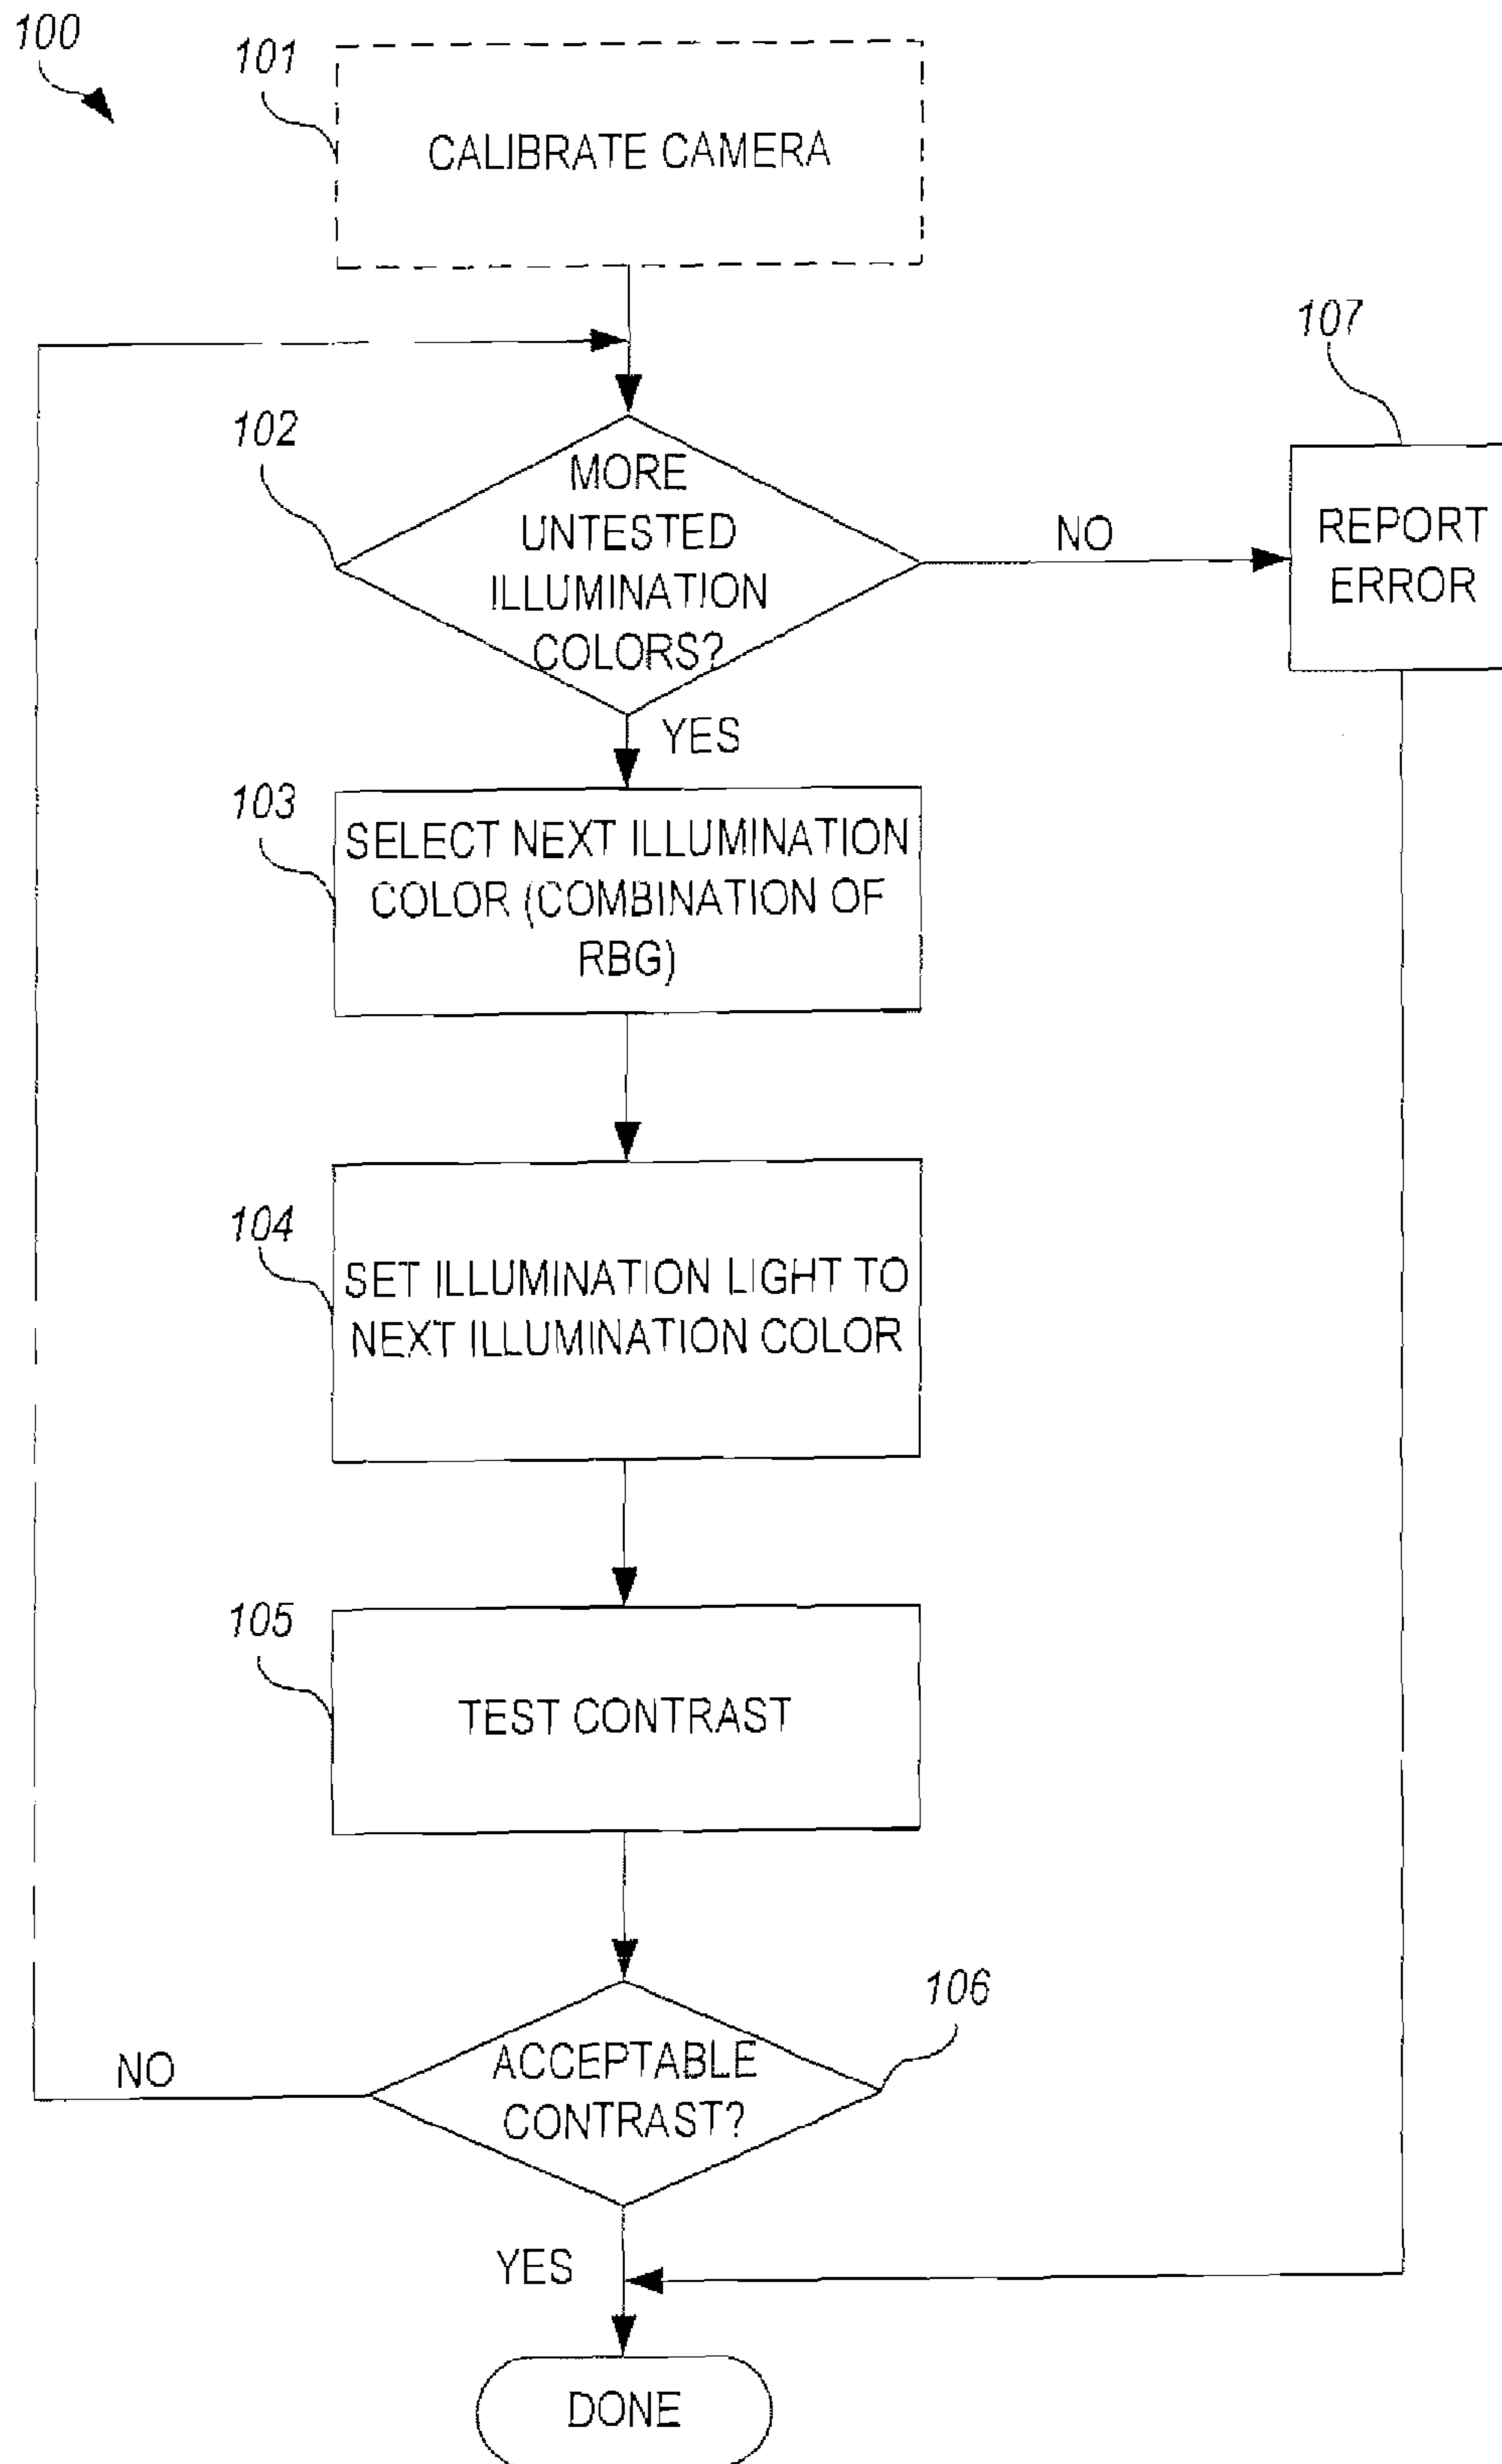 100
101
CALIBRATE CAMERA
107
102
MORE
UNTESTED
ILLUMINATION
COLORS?
NO
REPORT
ERROR
YES
103
SELECT NEXT ILLUMINATION
COLOR (COMBINATION OF
RBG)
104
SET ILLUMINATION LIGHT TO
NEXT ILLUMINATION COLOR
105
TEST CONTRAST
106
ACCEPTABLE
CONTRAST?
NO
YES
DONE